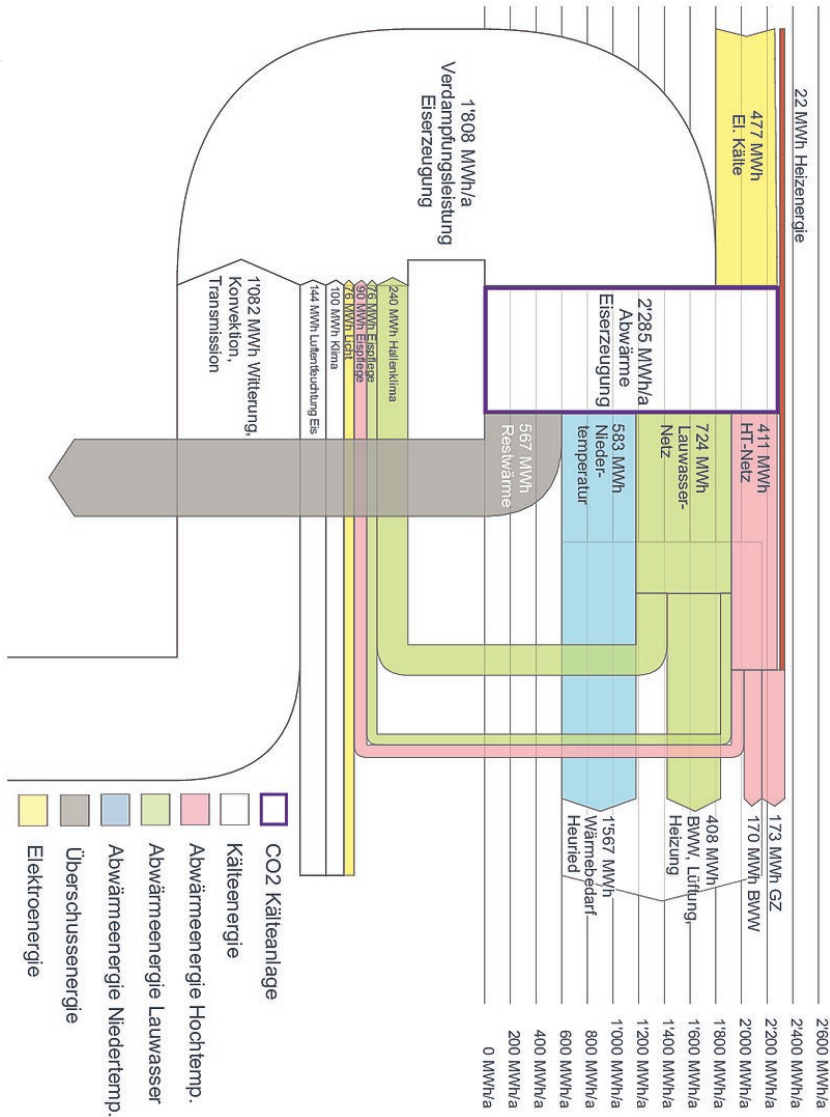 2'600 MWh/a
2'400 MWh/a
2'200 MWh/a
2'000 MWh/a
1'800 MWh/a
1'600 MWh/a
1'400 MWh/a
1'200 MWh/a
1'000 MWh/a
800 MWh/a
600 MWh/a
400 MWh/a
200 MWh/a
0 MWh/a
22 MWh Heizenergie
477 MWh
El. Kälte
2'285 MWh/a
Abwärme
Eiserzeugung
411 MWh
HT-Netz
724 MWh
Lauwasser-
Netz
583 MWh
Nieder-
temperatur
567 MWh
Restwärme
173 MWh GZ
170 MWh BWW
408 MWh
BWW, Lüftung,
Heizung
1'567 MWh
Wärmebedarf
Heuried
1'808 MWh/a
Verdampfungsleistung
Eiserzeugung
240 MWh Hallenklima
76 MWh Eispflege
90 MWh Eispflege
76 MWh Licht
100 MWh Klima
144 MWh Luftentfeuchtung Eis
1'082 MWh Witterung,
Konvektion,
Transmission
CO2 Kälteanlage
Kälteenergie
Abwärmeenergie Hochtemp.
Abwärmeenergie Lauwasser
Abwärmeenergie Niedertemp.
Überschussenergie
Elektroenergie